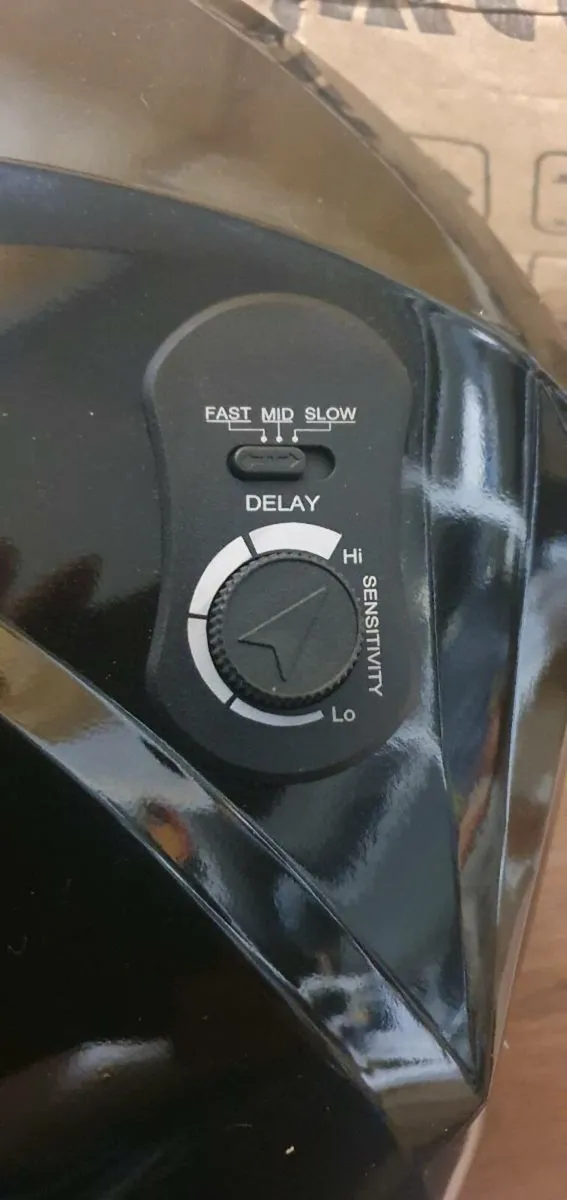 FAST MID SLOW
DELAY
Hi
SENSITIVITY
Lo